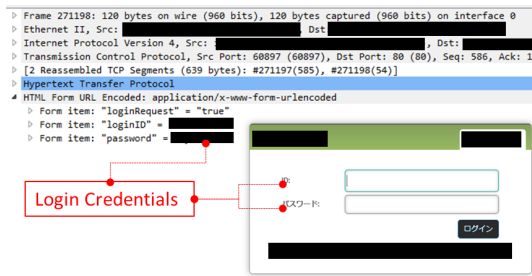 Frame 271198: 120 bytes on wire (960 bits), 120 bytes captured (960 bits) on interface 0
Ethernet II, Src: , Dst
Internet Protocol Version 4, Src: , Dst:
Transmission Control Protocol, Src Port: 60897 (60897), Dst Port: 80 (80), Seq: 586, Ack: 1
[2 Reassembled TCP Segments (639 bytes): #271197(585), #271198(54)]
Hypertext Transfer Protocol
HTML Form URL Encoded: application/x-www-form-urlencoded
Form item: "loginRequest" = "true"
Form item: "loginID" =
Form item: "password" =
Login Credentials
ID:
パスワード:
ログイン